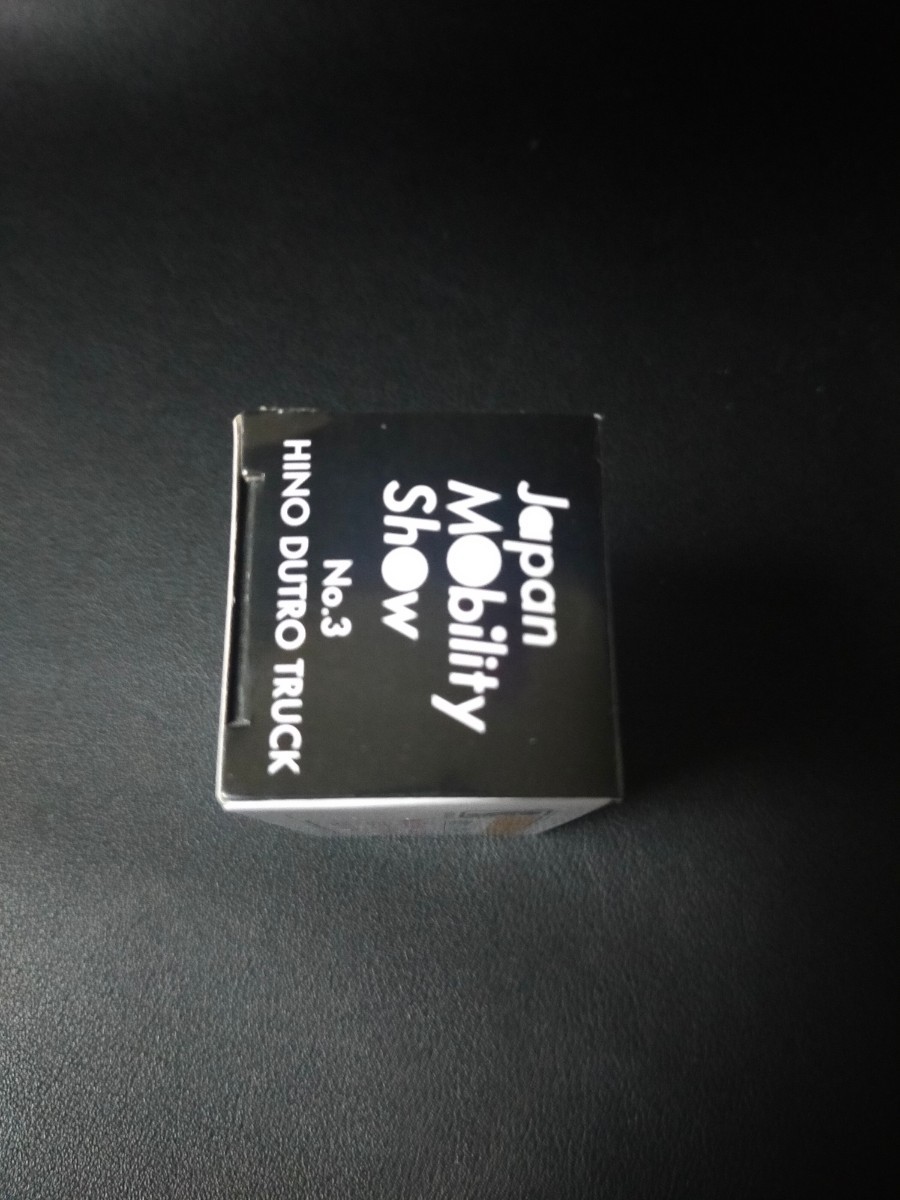 Japan
Mobility
Show
No.3
HINO DUTRO TRUCK